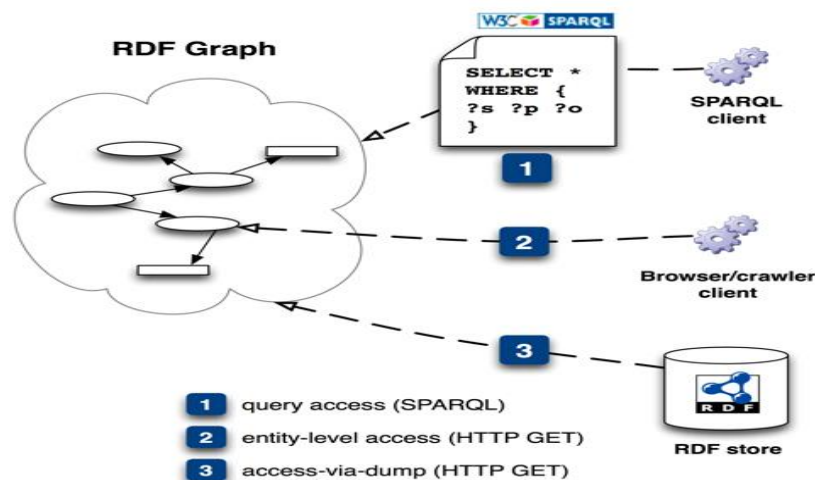 W3C SPARQL
RDF Graph
SELECT *
WHERE {
?s ?p ?o
}
SPARQL
client
1
2
Browser/crawler
client
3
RDF
RDF store
1 query access (SPARQL)
2 entity-level access (HTTP GET)
3 access-via-dump (HTTP GET)